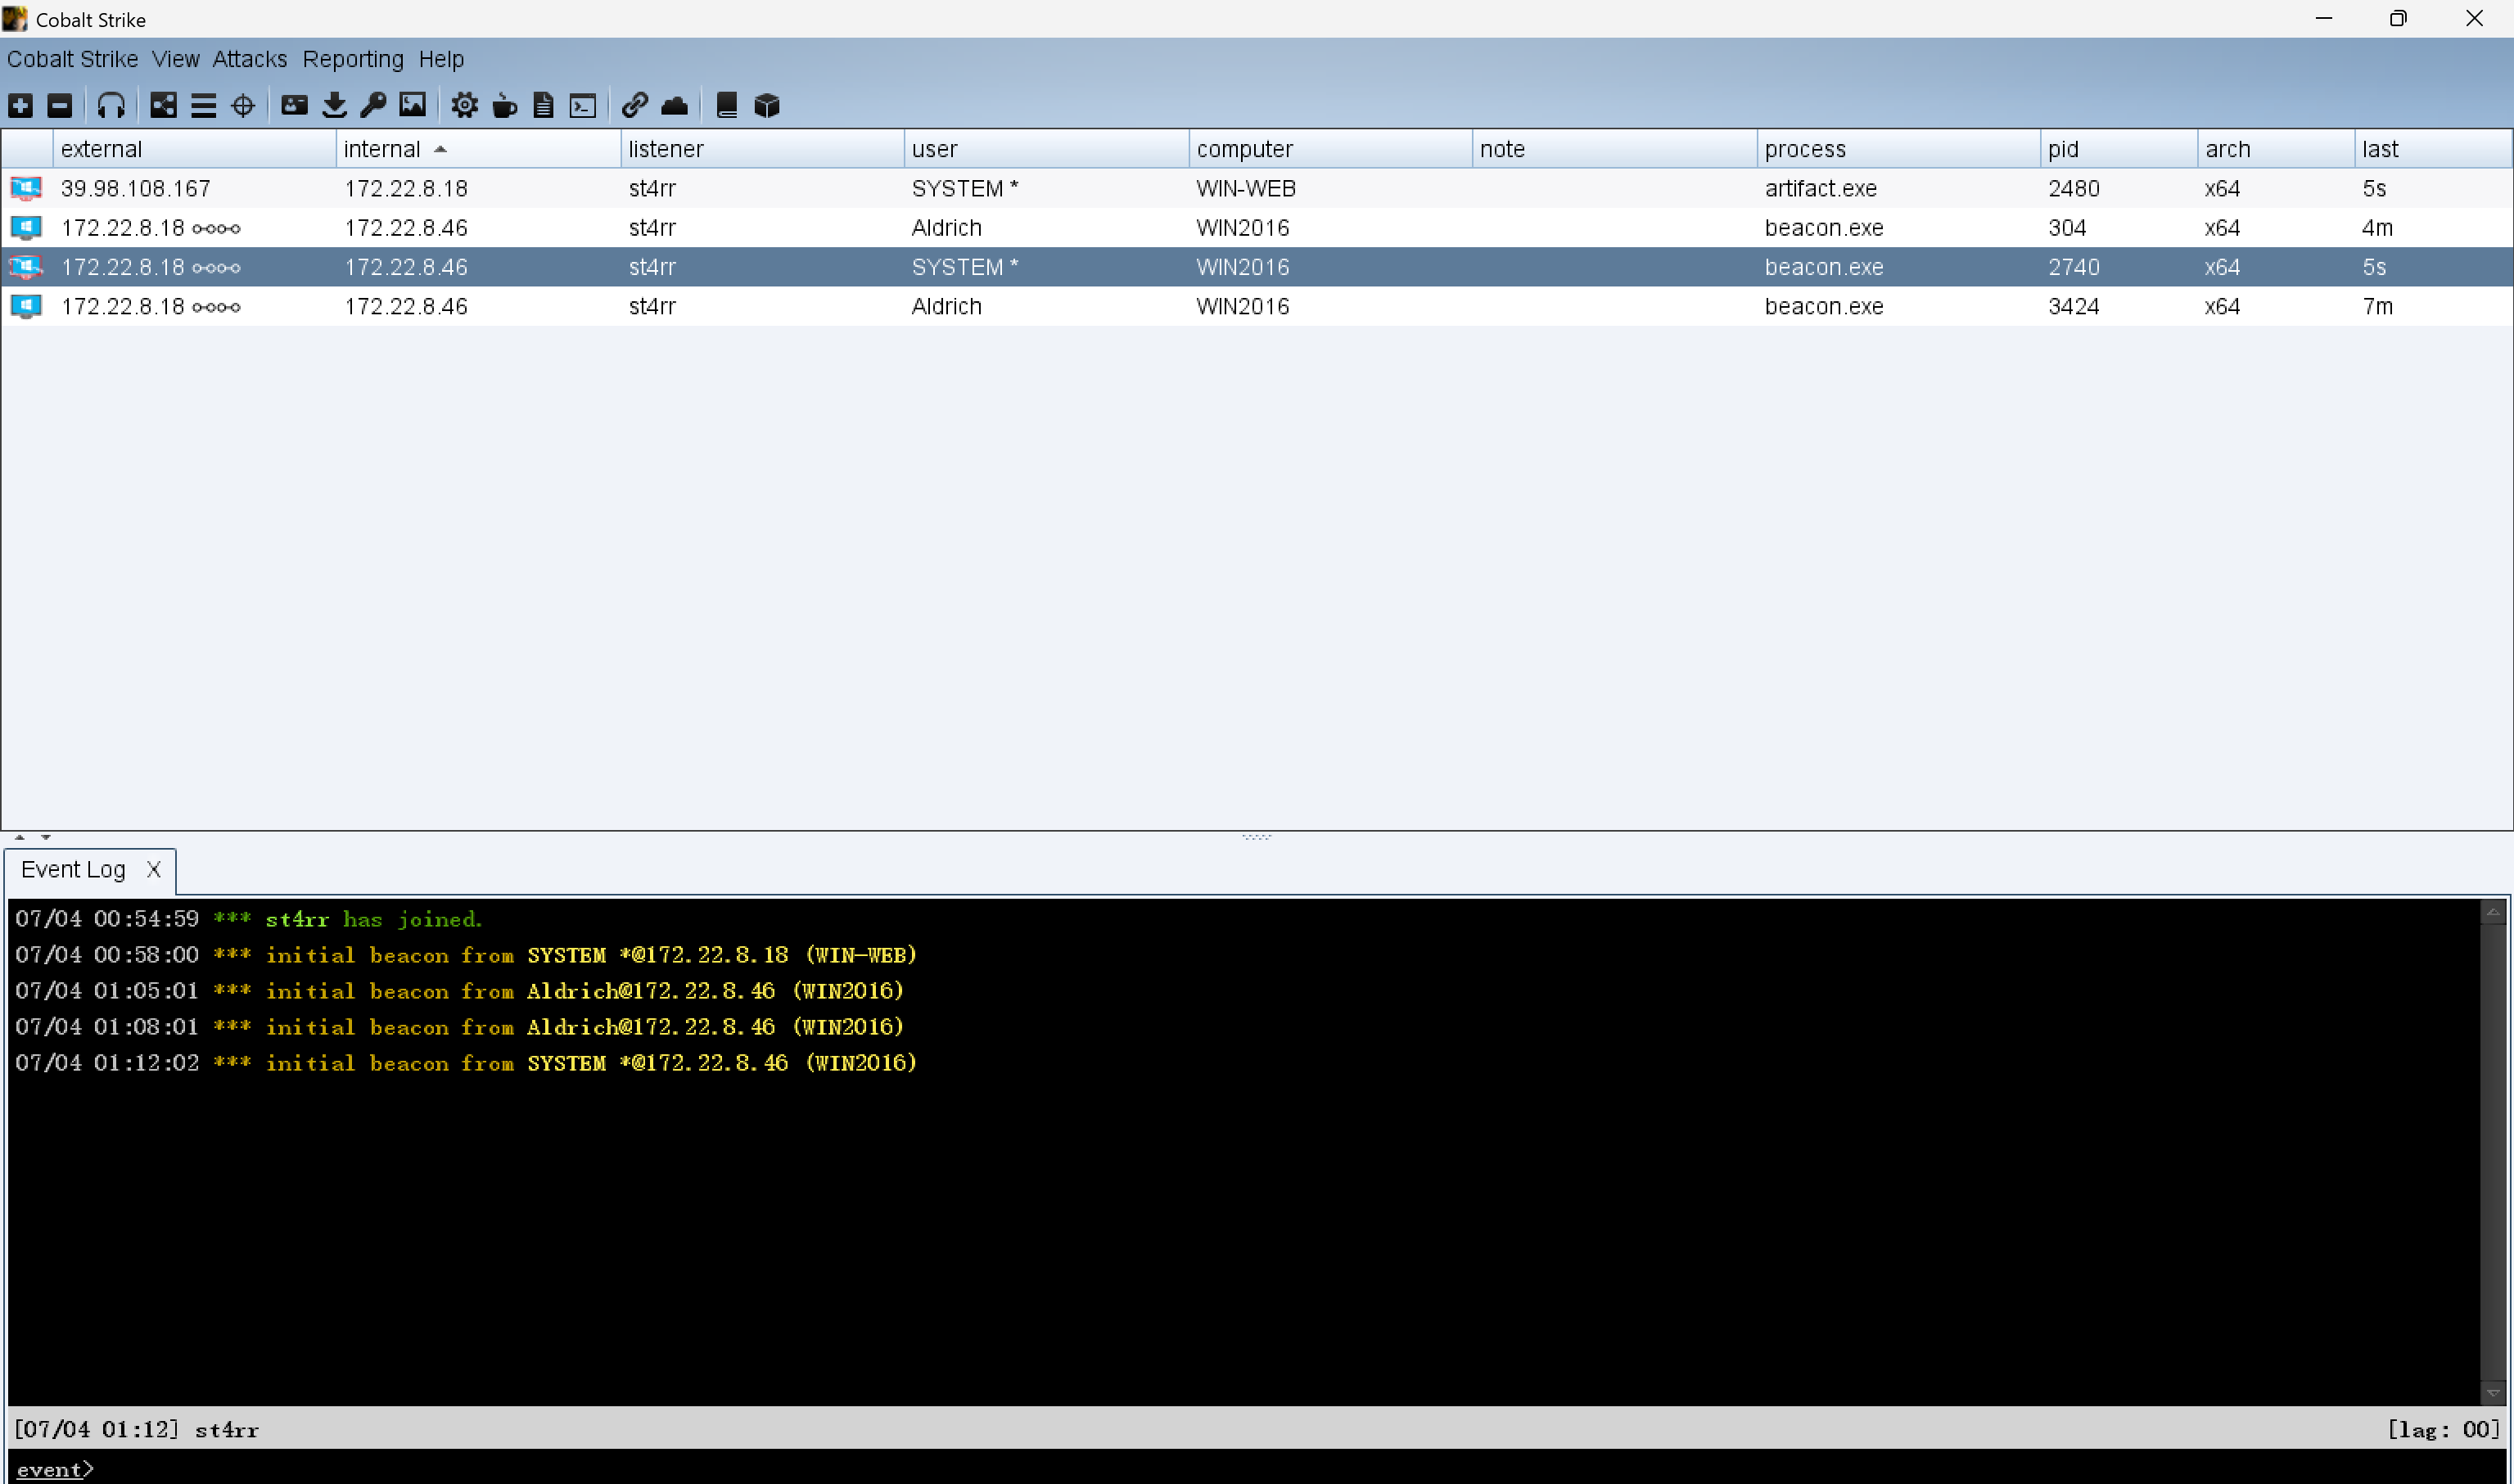 Cobalt Strike
Cobalt Strike View Attacks Reporting Help
external internal listener user computer note process pid arch last
39.98.108.167 172.22.8.18 st4rr SYSTEM * WIN-WEB artifact.exe 2480 x64 5s
172.22.8.18 172.22.8.46 st4rr Aldrich WIN2016 beacon.exe 304 x64 4m
172.22.8.18 172.22.8.46 st4rr SYSTEM * WIN2016 beacon.exe 2740 x64 5s
172.22.8.18 172.22.8.46 st4rr Aldrich WIN2016 beacon.exe 3424 x64 7m
Event Log X
07/04 00:54:59 *** st4rr has joined.
07/04 00:58:00 *** initial beacon from SYSTEM *@172.22.8.18 (WIN-WEB)
07/04 01:05:01 *** initial beacon from Aldrich@172.22.8.46 (WIN2016)
07/04 01:08:01 *** initial beacon from Aldrich@172.22.8.46 (WIN2016)
07/04 01:12:02 *** initial beacon from SYSTEM *@172.22.8.46 (WIN2016)
[07/04 01:12] st4rr [lag: 00]
event>